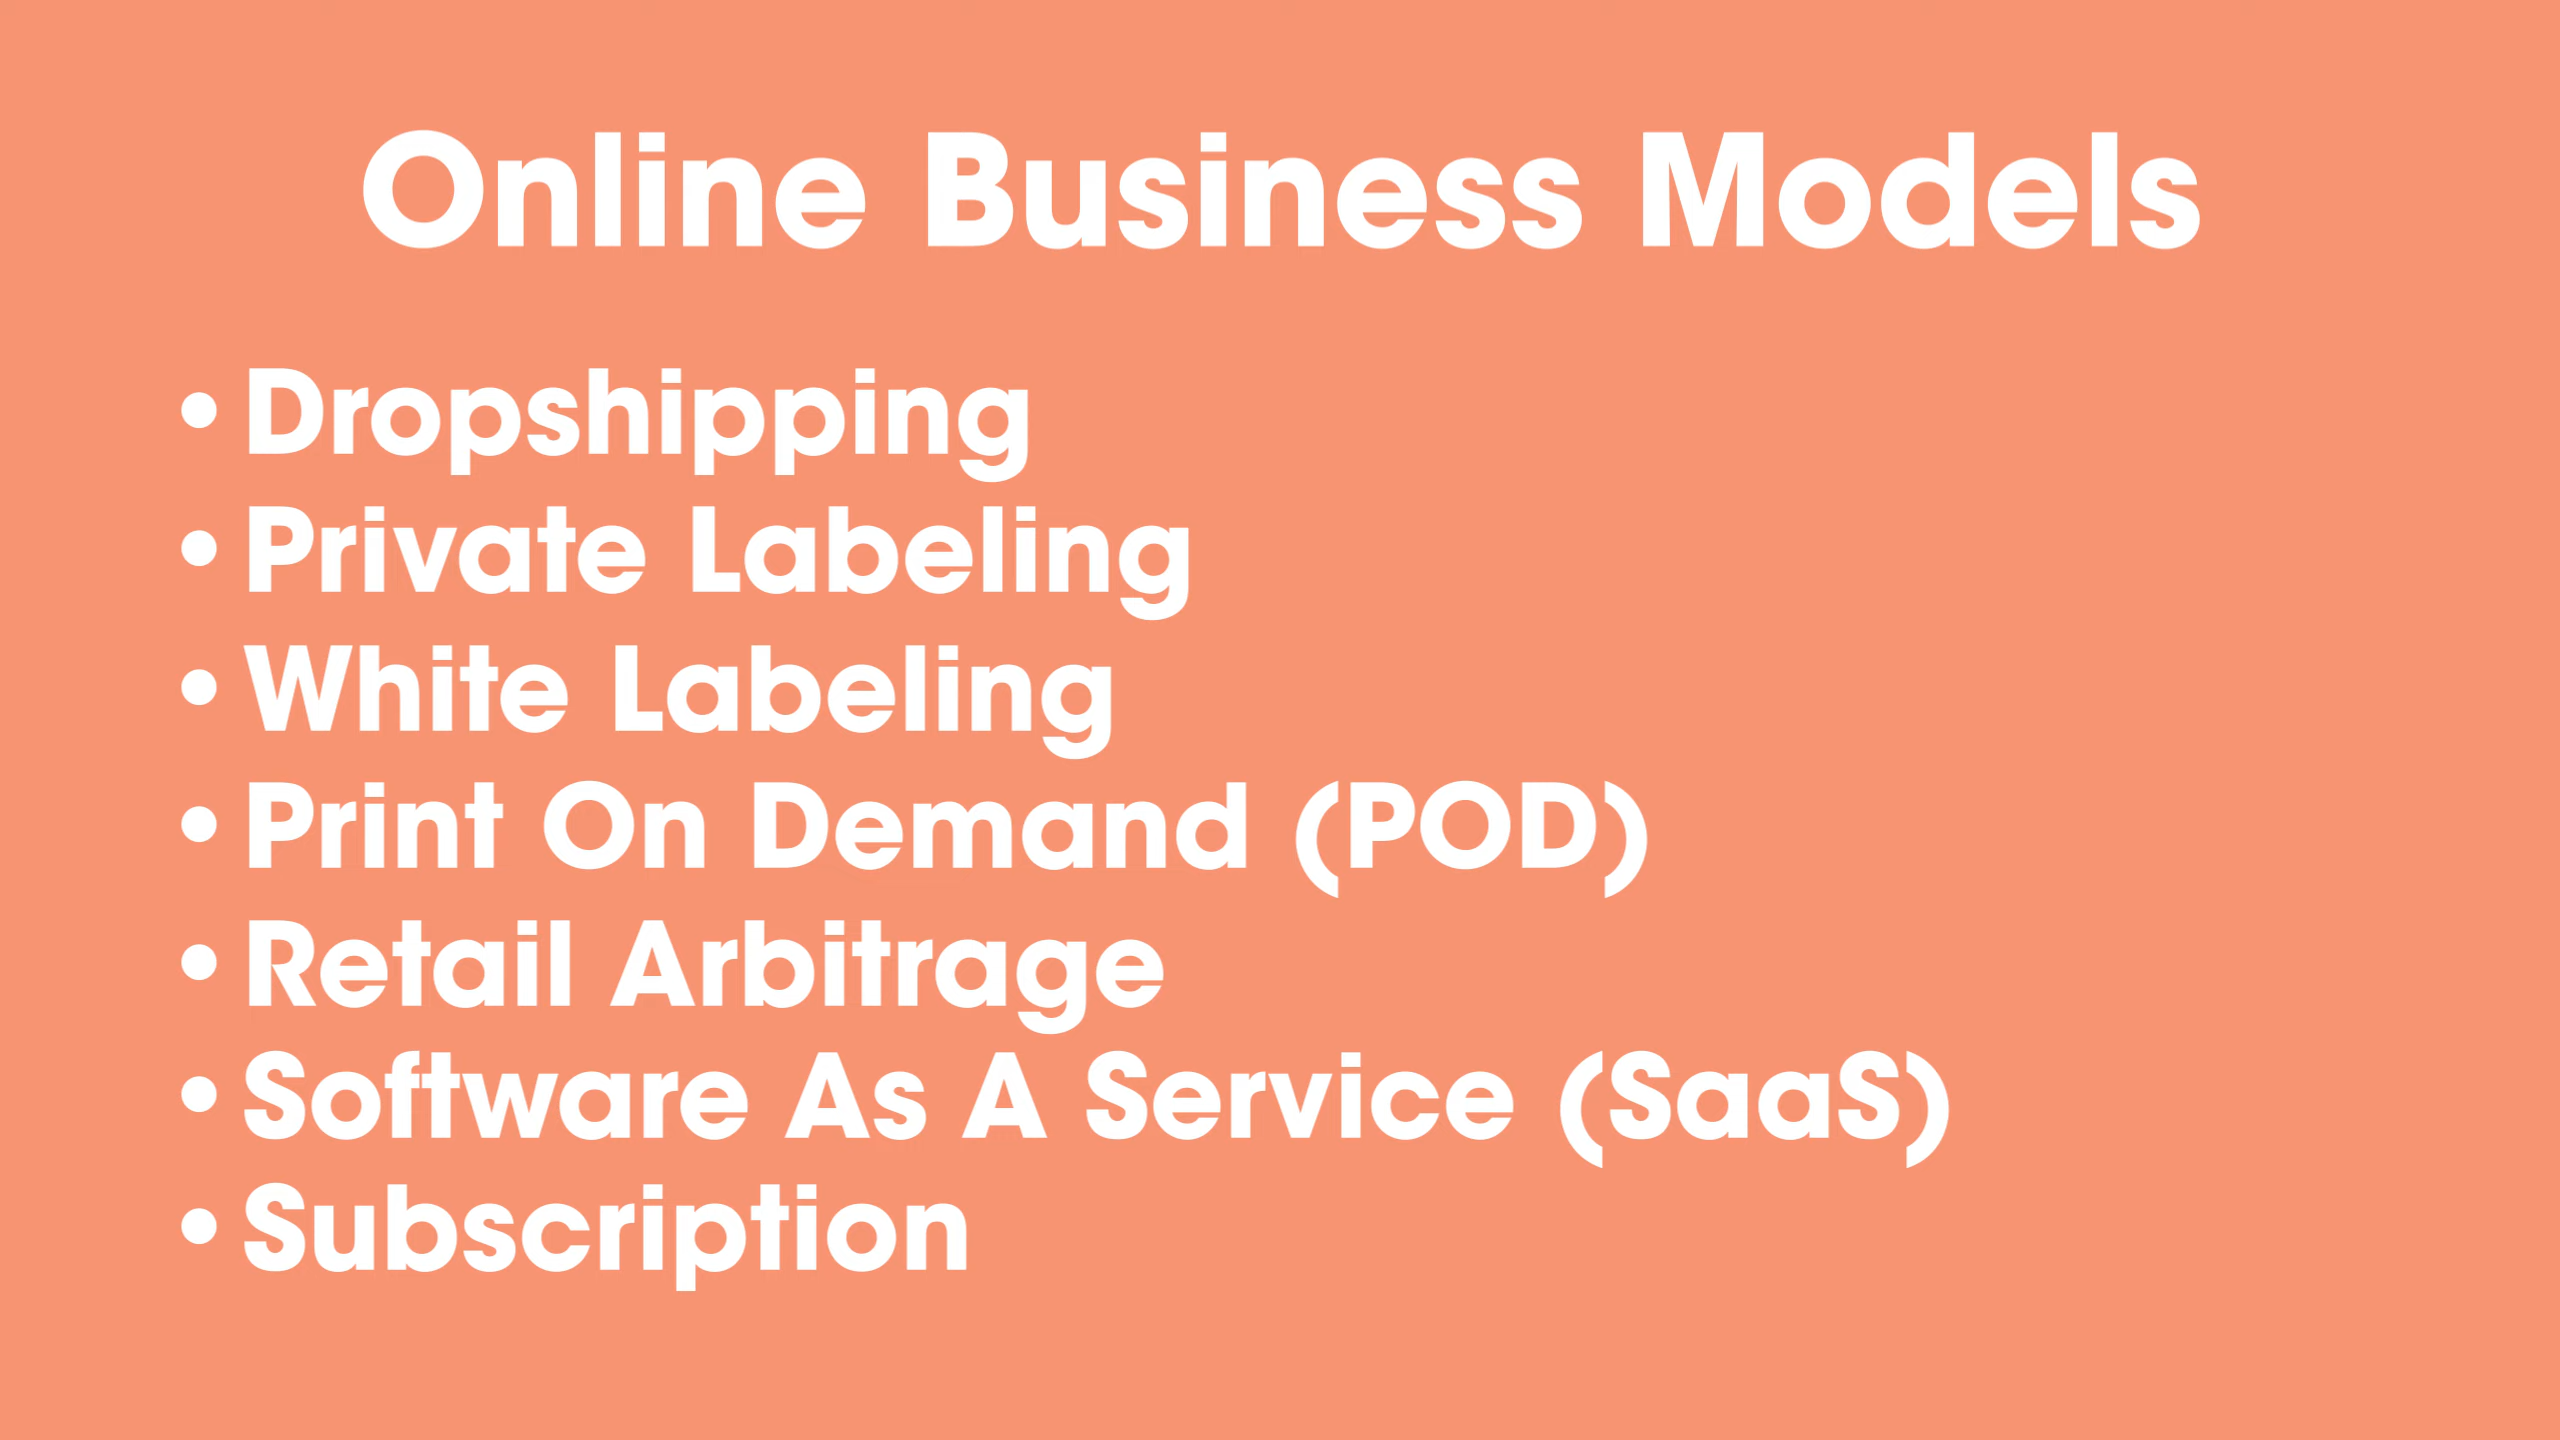 Online Business Models
• Dropshipping
• Private Labeling
• White Labeling
• Print On Demand (POD)
• Retail Arbitrage
• Software As A Service (SaaS)
• Subscription